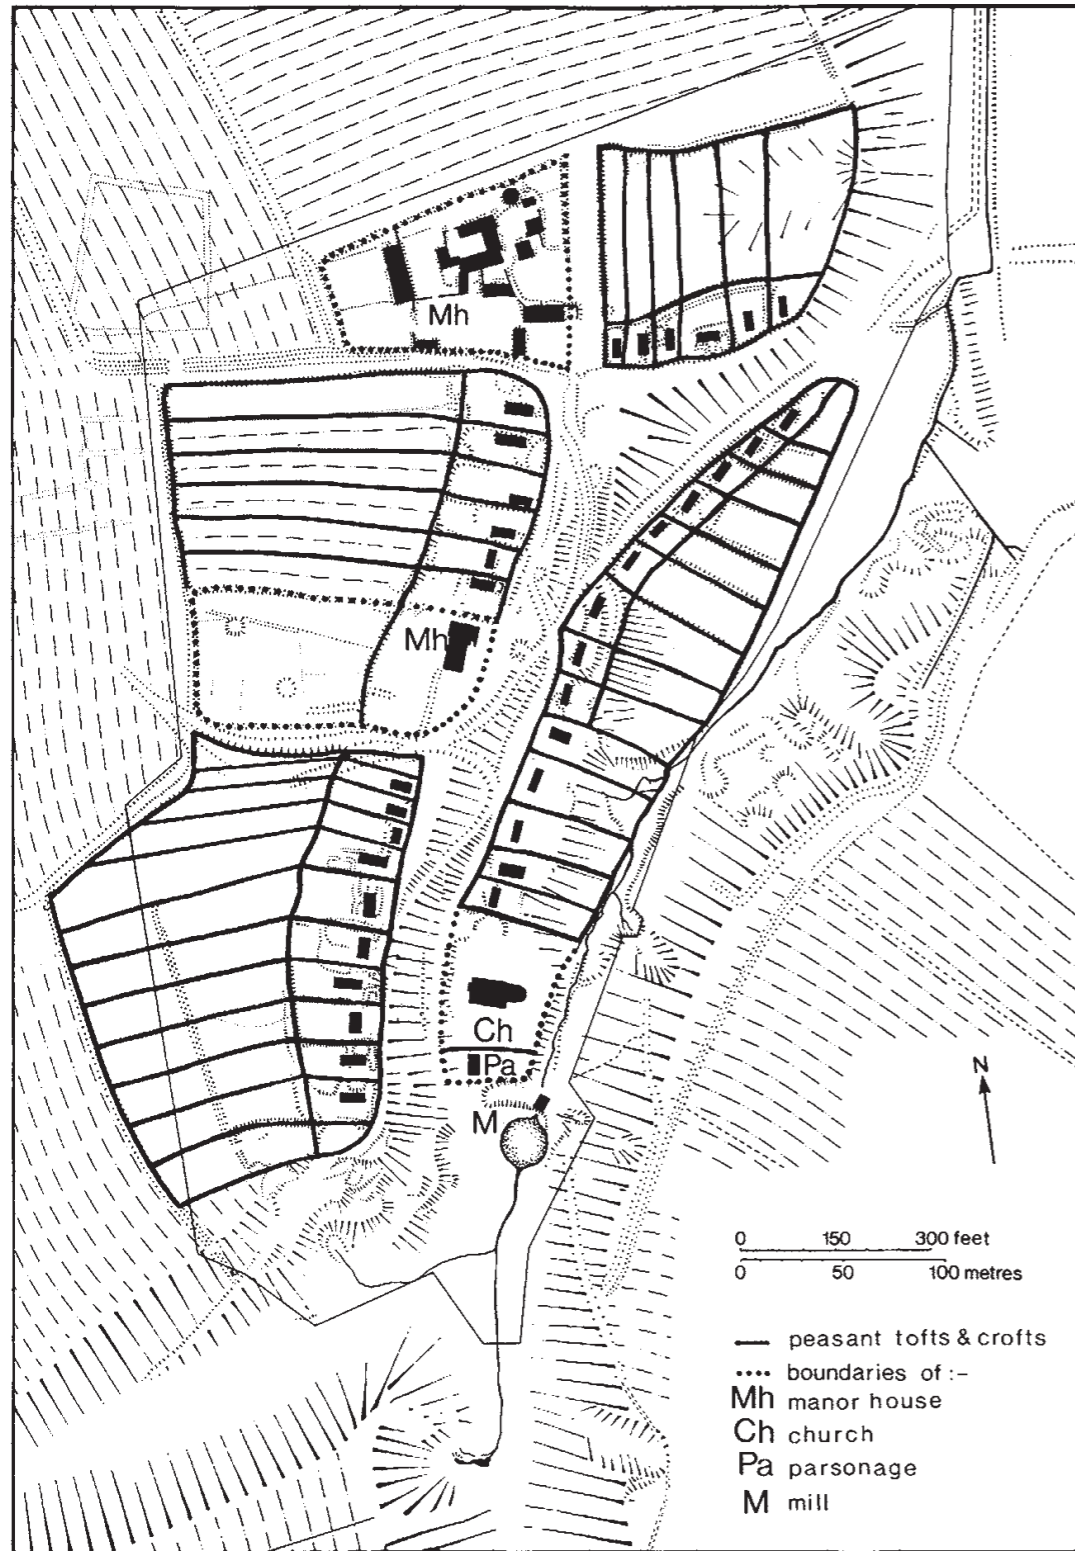 Mh
Mh
Ch
Pa
M
N
0 150 300 feet
0 50 100 metres
peasant tofts & crofts
boundaries of :-
Mh manor house
Ch church
Pa parsonage
M mill